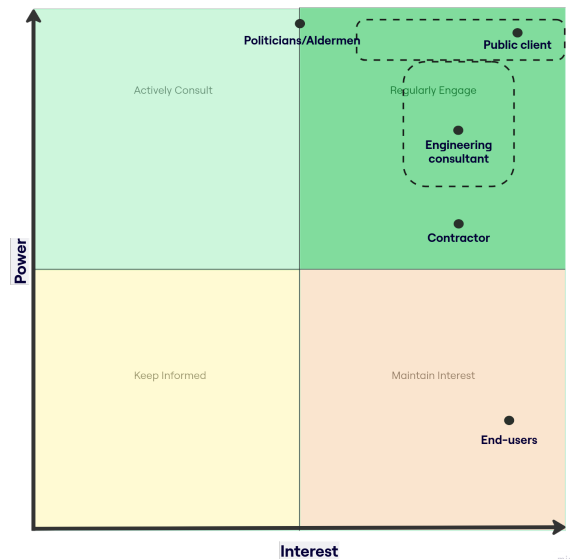 Politicians/Aldermen
Public client
Actively Consult
Regularly Engage
Engineering
consultant
Contractor
Power
Keep Informed
Maintain Interest
End-users
Interest